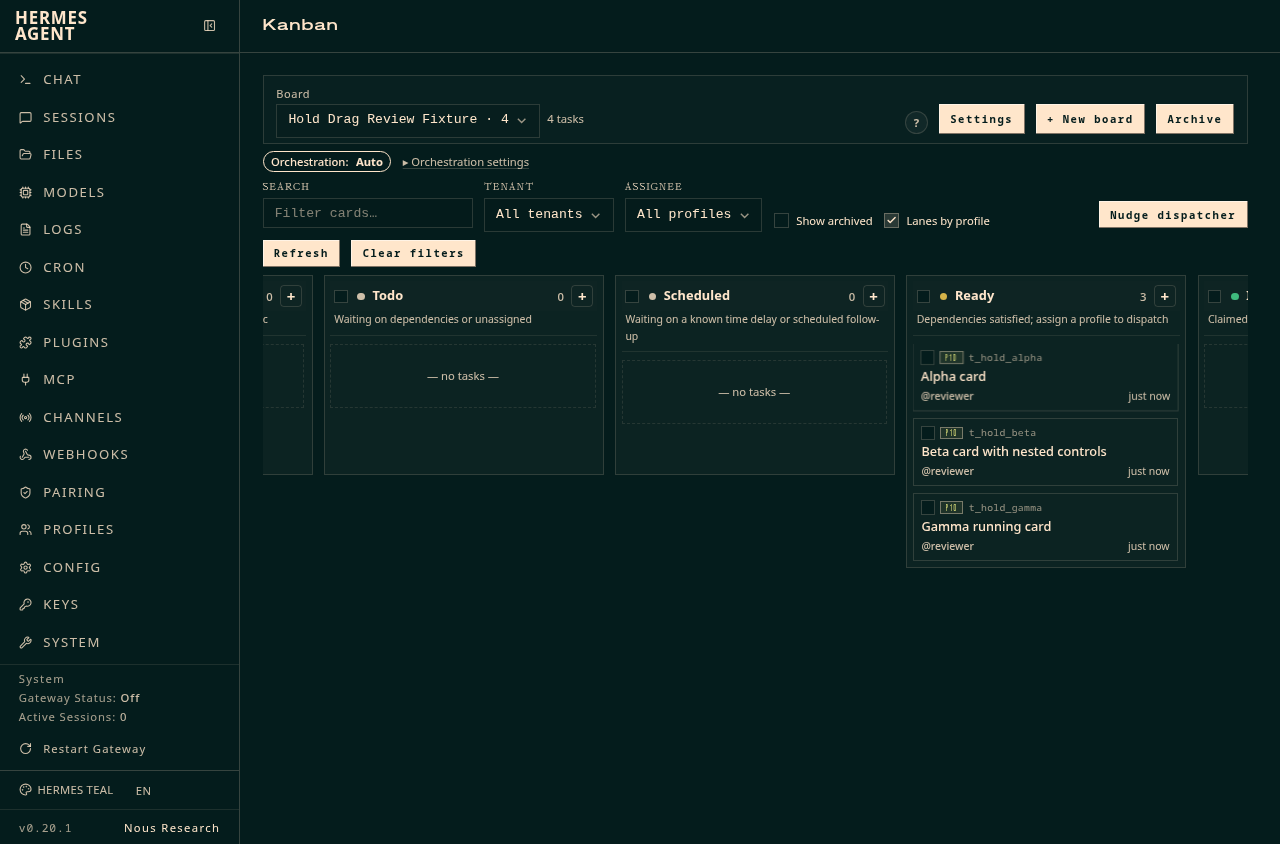 HERMES
AGENT
Kanban
CHAT
SESSIONS
FILES
MODELS
LOGS
CRON
SKILLS
PLUGINS
MCP
CHANNELS
WEBHOOKS
PAIRING
PROFILES
CONFIG
KEYS
SYSTEM
System
Gateway Status: Off
Active Sessions: 0
Restart Gateway
HERMES TEAL EN
v0.20.1 Nous Research
Board
Hold Drag Review Fixture · 4 4 tasks ? Settings + New board Archive
Orchestration: Auto ▸ Orchestration settings
SEARCH TENANT ASSIGNEE
Filter cards… All tenants All profiles Show archived Lanes by profile Nudge dispatcher
Refresh Clear filters
0 +
c
Todo 0 +
Waiting on dependencies or unassigned
— no tasks —
Scheduled 0 +
Waiting on a known time delay or scheduled follow-
up
— no tasks —
Ready 3 +
Dependencies satisfied; assign a profile to dispatch
P10 t_hold_alpha
Alpha card
@reviewer just now
P10 t_hold_beta
Beta card with nested controls
@reviewer just now
P10 t_hold_gamma
Gamma running card
@reviewer just now
Claimed